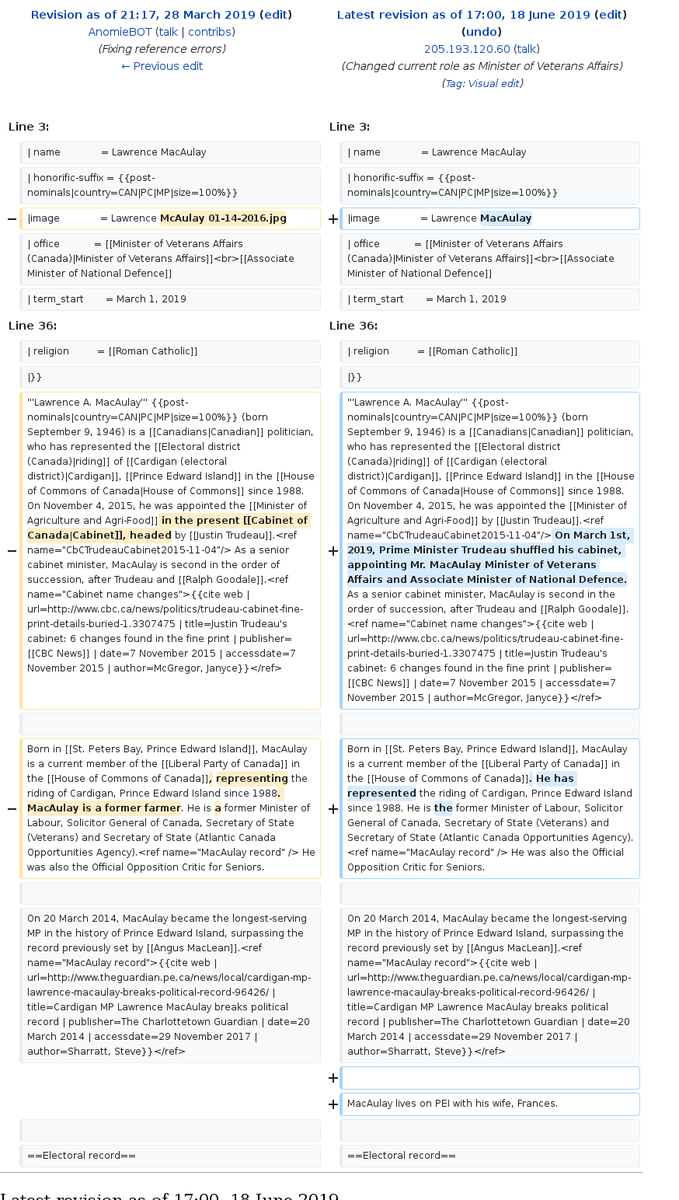 Revision as of 21:17, 28 March 2019 (edit)
AnomieBOT (talk | contribs)
(Fixing reference errors)
← Previous edit
Latest revision as of 17:00, 18 June 2019 (edit)
(undo)
205.193.120.60 (talk)
(Changed current role as Minister of Veterans Affairs)
(Tag: Visual edit)
Line 3:
Line 3:
| name = Lawrence MacAulay
| name = Lawrence MacAulay
| honorific-suffix = {{post-
nominals|country=CAN|PC|MP|size=100%}}
| honorific-suffix = {{post-
nominals|country=CAN|PC|MP|size=100%}}
− |image = Lawrence McAulay 01-14-2016.jpg
+ |image = Lawrence MacAulay
| office = [[Minister of Veterans Affairs
(Canada)|Minister of Veterans Affairs]]<br>[[Associate
Minister of National Defence]]
| office = [[Minister of Veterans Affairs
(Canada)|Minister of Veterans Affairs]]<br>[[Associate
Minister of National Defence]]
| term_start = March 1, 2019
| term_start = March 1, 2019
Line 36:
Line 36:
| religion = [[Roman Catholic]]
| religion = [[Roman Catholic]]
|}}
|}}
−
'''Lawrence A. MacAulay''' {{post-
nominals|country=CAN|PC|MP|size=100%}} (born
September 9, 1946) is a [[Canadians|Canadian]] politician,
who has represented the [[Electoral district
(Canada)|riding]] of [[Cardigan (electoral
district)|Cardigan]], [[Prince Edward Island]] in the [[House
of Commons of Canada|House of Commons]] since 1988.
On November 4, 2015, he was appointed the [[Minister of
Agriculture and Agri-Food]] in the present [[Cabinet of
Canada|Cabinet]], headed by [[Justin Trudeau]].<ref
name="CbCTrudeauCabinet2015-11-04"/> As a senior
cabinet minister, MacAulay is second in the order of
succession, after Trudeau and [[Ralph Goodale]].<ref
name="Cabinet name changes">{{cite web |
url=http://www.cbc.ca/news/politics/trudeau-cabinet-fine-
print-details-buried-1.3307475 | title=Justin Trudeau's
cabinet: 6 changes found in the fine print | publisher=
[[CBC News]] | date=7 November 2015 | accessdate=7
November 2015 | author=McGregor, Janyce}}</ref>
+
'''Lawrence A. MacAulay''' {{post-
nominals|country=CAN|PC|MP|size=100%}} (born
September 9, 1946) is a [[Canadians|Canadian]] politician,
who has represented the [[Electoral district
(Canada)|riding]] of [[Cardigan (electoral
district)|Cardigan]], [[Prince Edward Island]] in the [[House
of Commons of Canada|House of Commons]] since 1988.
On November 4, 2015, he was appointed the [[Minister of
Agriculture and Agri-Food]] by [[Justin Trudeau]].<ref
name="CbCTrudeauCabinet2015-11-04"/> On March 1st,
2019, Prime Minister Trudeau shuffled his cabinet,
appointing Mr. MacAulay Minister of Veterans
Affairs and Associate Minister of National Defence.
As a senior cabinet minister, MacAulay is second in the
order of succession, after Trudeau and [[Ralph Goodale]].
<ref name="Cabinet name changes">{{cite web |
url=http://www.cbc.ca/news/politics/trudeau-cabinet-fine-
print-details-buried-1.3307475 | title=Justin Trudeau's
cabinet: 6 changes found in the fine print | publisher=
[[CBC News]] | date=7 November 2015 | accessdate=7
November 2015 | author=McGregor, Janyce}}</ref>
−
Born in [[St. Peters Bay, Prince Edward Island]], MacAulay
is a current member of the [[Liberal Party of Canada]] in
the [[House of Commons of Canada]], representing the
riding of Cardigan, Prince Edward Island since 1988.
MacAulay is a former farmer. He is a former Minister of
Labour, Solicitor General of Canada, Secretary of State
(Veterans) and Secretary of State (Atlantic Canada
Opportunities Agency).<ref name="MacAulay record" /> He
was also the Official Opposition Critic for Seniors.
+
Born in [[St. Peters Bay, Prince Edward Island]], MacAulay
is a current member of the [[Liberal Party of Canada]] in
the [[House of Commons of Canada]]. He has
represented the riding of Cardigan, Prince Edward Island
since 1988. He is the former Minister of Labour, Solicitor
General of Canada, Secretary of State (Veterans) and
Secretary of State (Atlantic Canada Opportunities Agency).
<ref name="MacAulay record" /> He was also the Official
Opposition Critic for Seniors.
On 20 March 2014, MacAulay became the longest-serving
MP in the history of Prince Edward Island, surpassing the
record previously set by [[Angus MacLean]].<ref
name="MacAulay record">{{cite web |
url=http://www.theguardian.pe.ca/news/local/cardigan-mp-
lawrence-macaulay-breaks-political-record-96426/ |
title=Cardigan MP Lawrence MacAulay breaks political
record | publisher=The Charlottetown Guardian | date=20
March 2014 | accessdate=29 November 2017 |
author=Sharratt, Steve}}</ref>
On 20 March 2014, MacAulay became the longest-serving
MP in the history of Prince Edward Island, surpassing the
record previously set by [[Angus MacLean]].<ref
name="MacAulay record">{{cite web |
url=http://www.theguardian.pe.ca/news/local/cardigan-mp-
lawrence-macaulay-breaks-political-record-96426/ |
title=Cardigan MP Lawrence MacAulay breaks political
record | publisher=The Charlottetown Guardian | date=20
March 2014 | accessdate=29 November 2017 |
author=Sharratt, Steve}}</ref>
+
+ MacAulay lives on PEI with his wife, Frances.
==Electoral record==
==Electoral record==
Latest revision as of 17:00, 18 June 2019